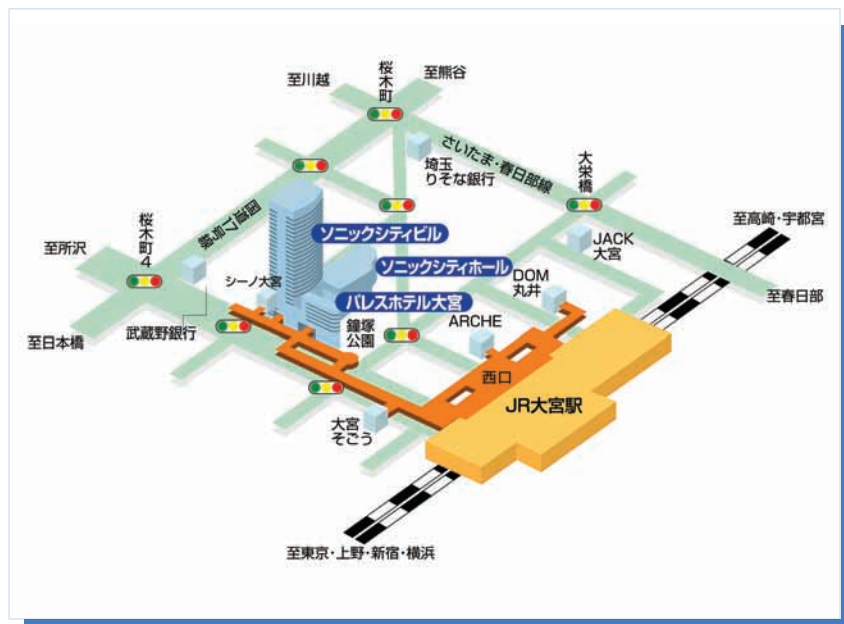 至川越
桜木町
至熊谷
さいたま・春日部線
埼玉
りそな銀行
大栄橋
至高崎・宇都宮
桜木町4
国道17号線
ソニックシティビル
至所沢
JACK
大宮
ソニックシティホール
シーノ大宮
DOM
丸井
至春日部
パレスホテル大宮
武蔵野銀行
至日本橋
鐘塚
公園
ARCHE
西口
JR大宮駅
大宮
そごう
至東京・上野・新宿・横浜